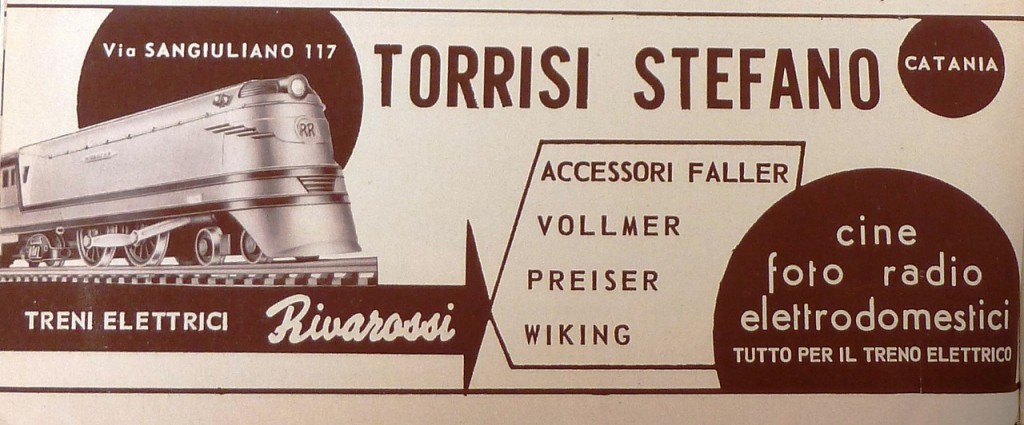 Via SANGIULIANO 117
TORRISI STEFANO
CATANIA
RR
ACCESSORI FALLER
VOLLMER
PREISER
WIKING
TRENI ELETTRICI Rivarossi
cine
foto radio
elettrodomestici
TUTTO PER IL TRENO ELETTRICO